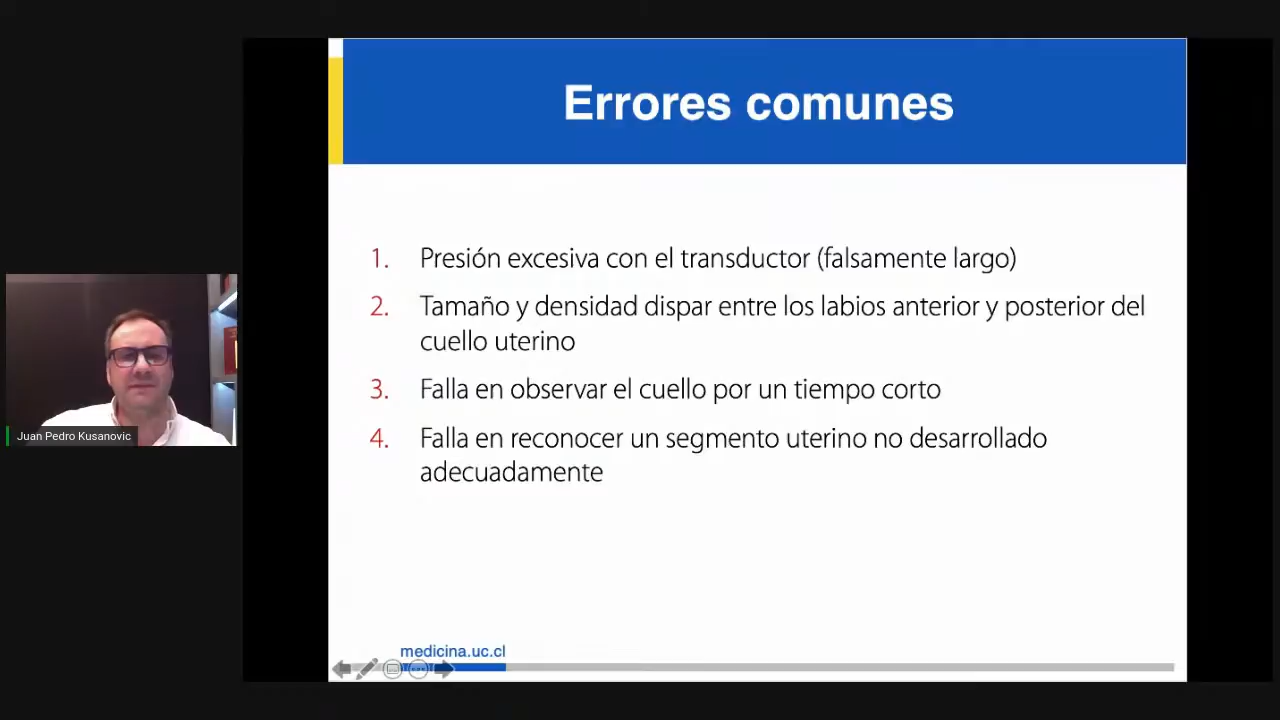 Errores comunes
1. Presión excesiva con el transductor (falsamente largo)
2. Tamaño y densidad dispar entre los labios anterior y posterior del
cuello uterino
3. Falla en observar el cuello por un tiempo corto
4. Falla en reconocer un segmento uterino no desarrollado
adecuadamente
Juan Pedro Kusanovic
medicina.uc.cl